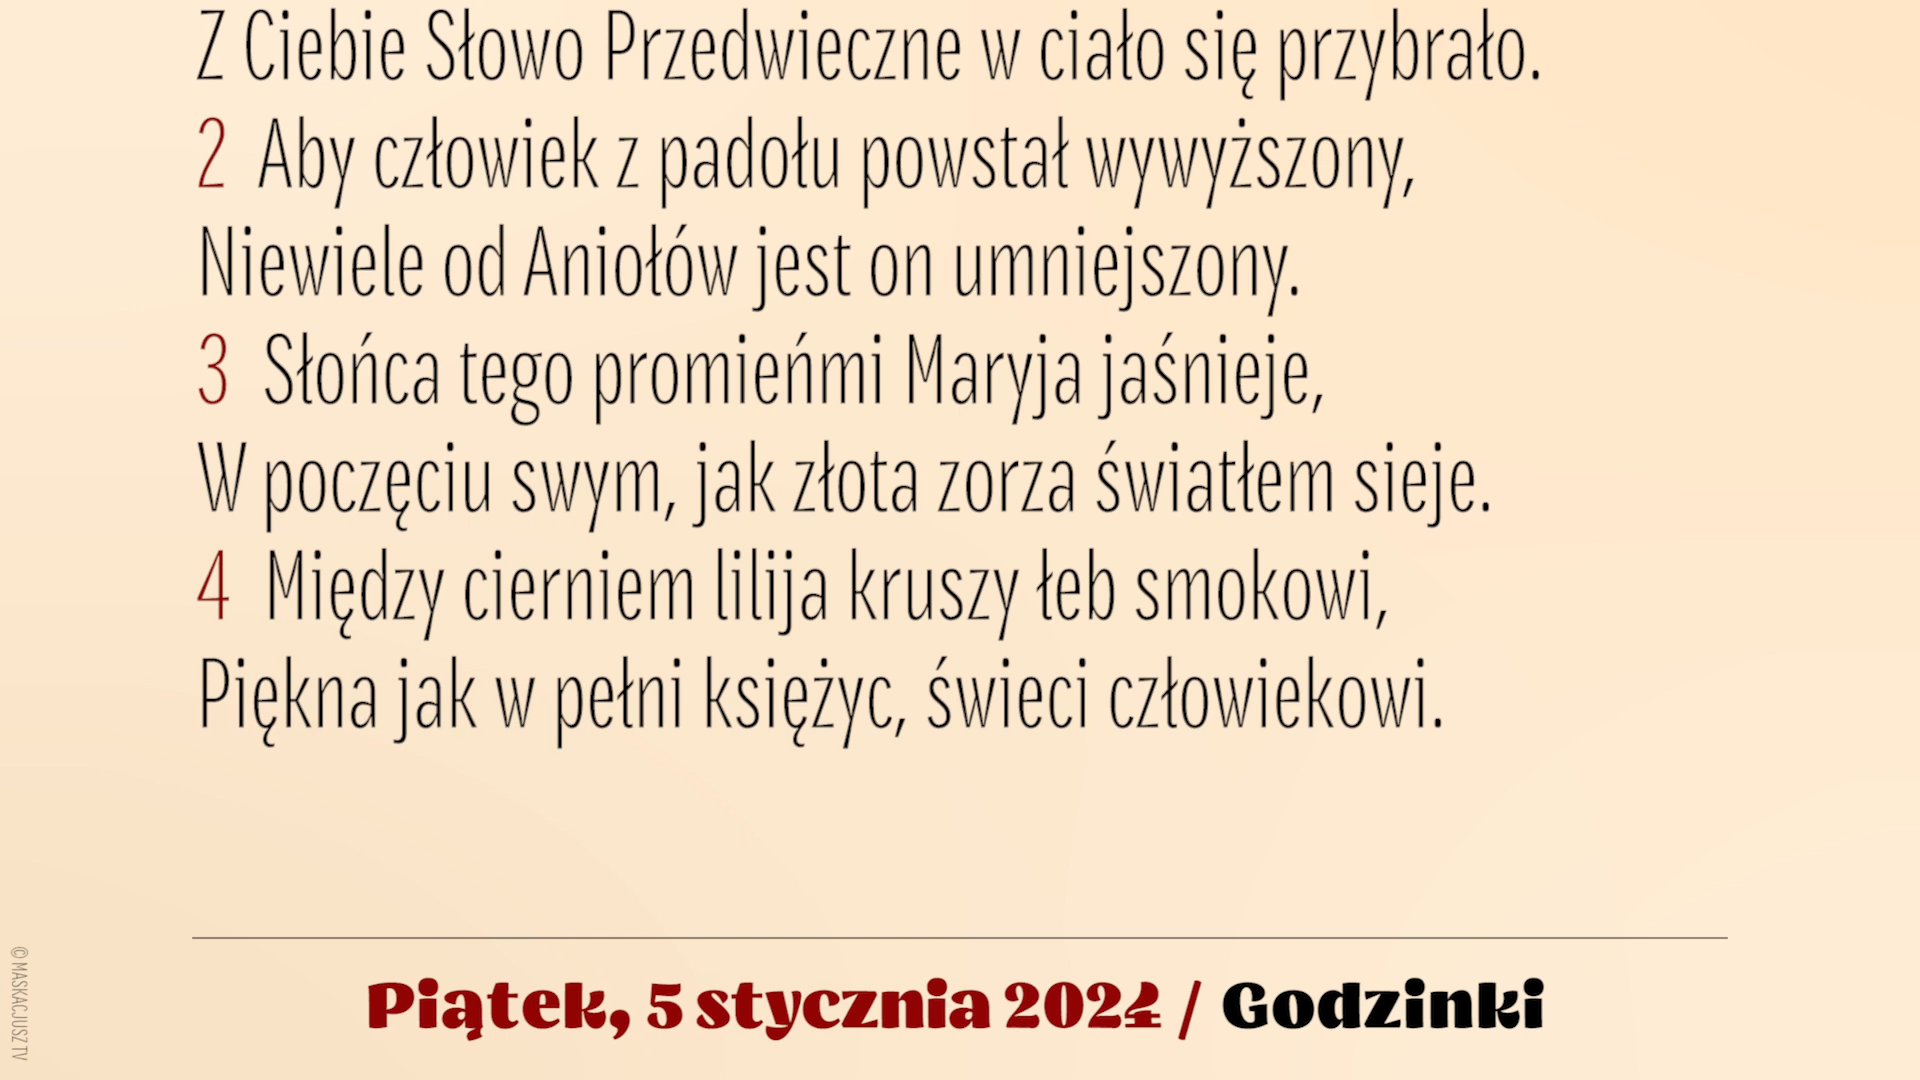 Z Ciebie Słowo Przedwieczne w ciało się przybrało.
2 Aby człowiek z padołu powstał wywyższony,
Niewiele od Aniołów jest on umniejszony.
3 Słońca tego promieńmi Maryja jaśnieje,
W poczęciu swym, jak złota zorza światłem sieje.
4 Między cierniem lilija kruszy łeb smokowi,
Piękna jak w pełni księżyc, świeci człowiekowi.
Piątek, 5 stycznia 2024 / Godzinki
© MASKACJUSZ TV